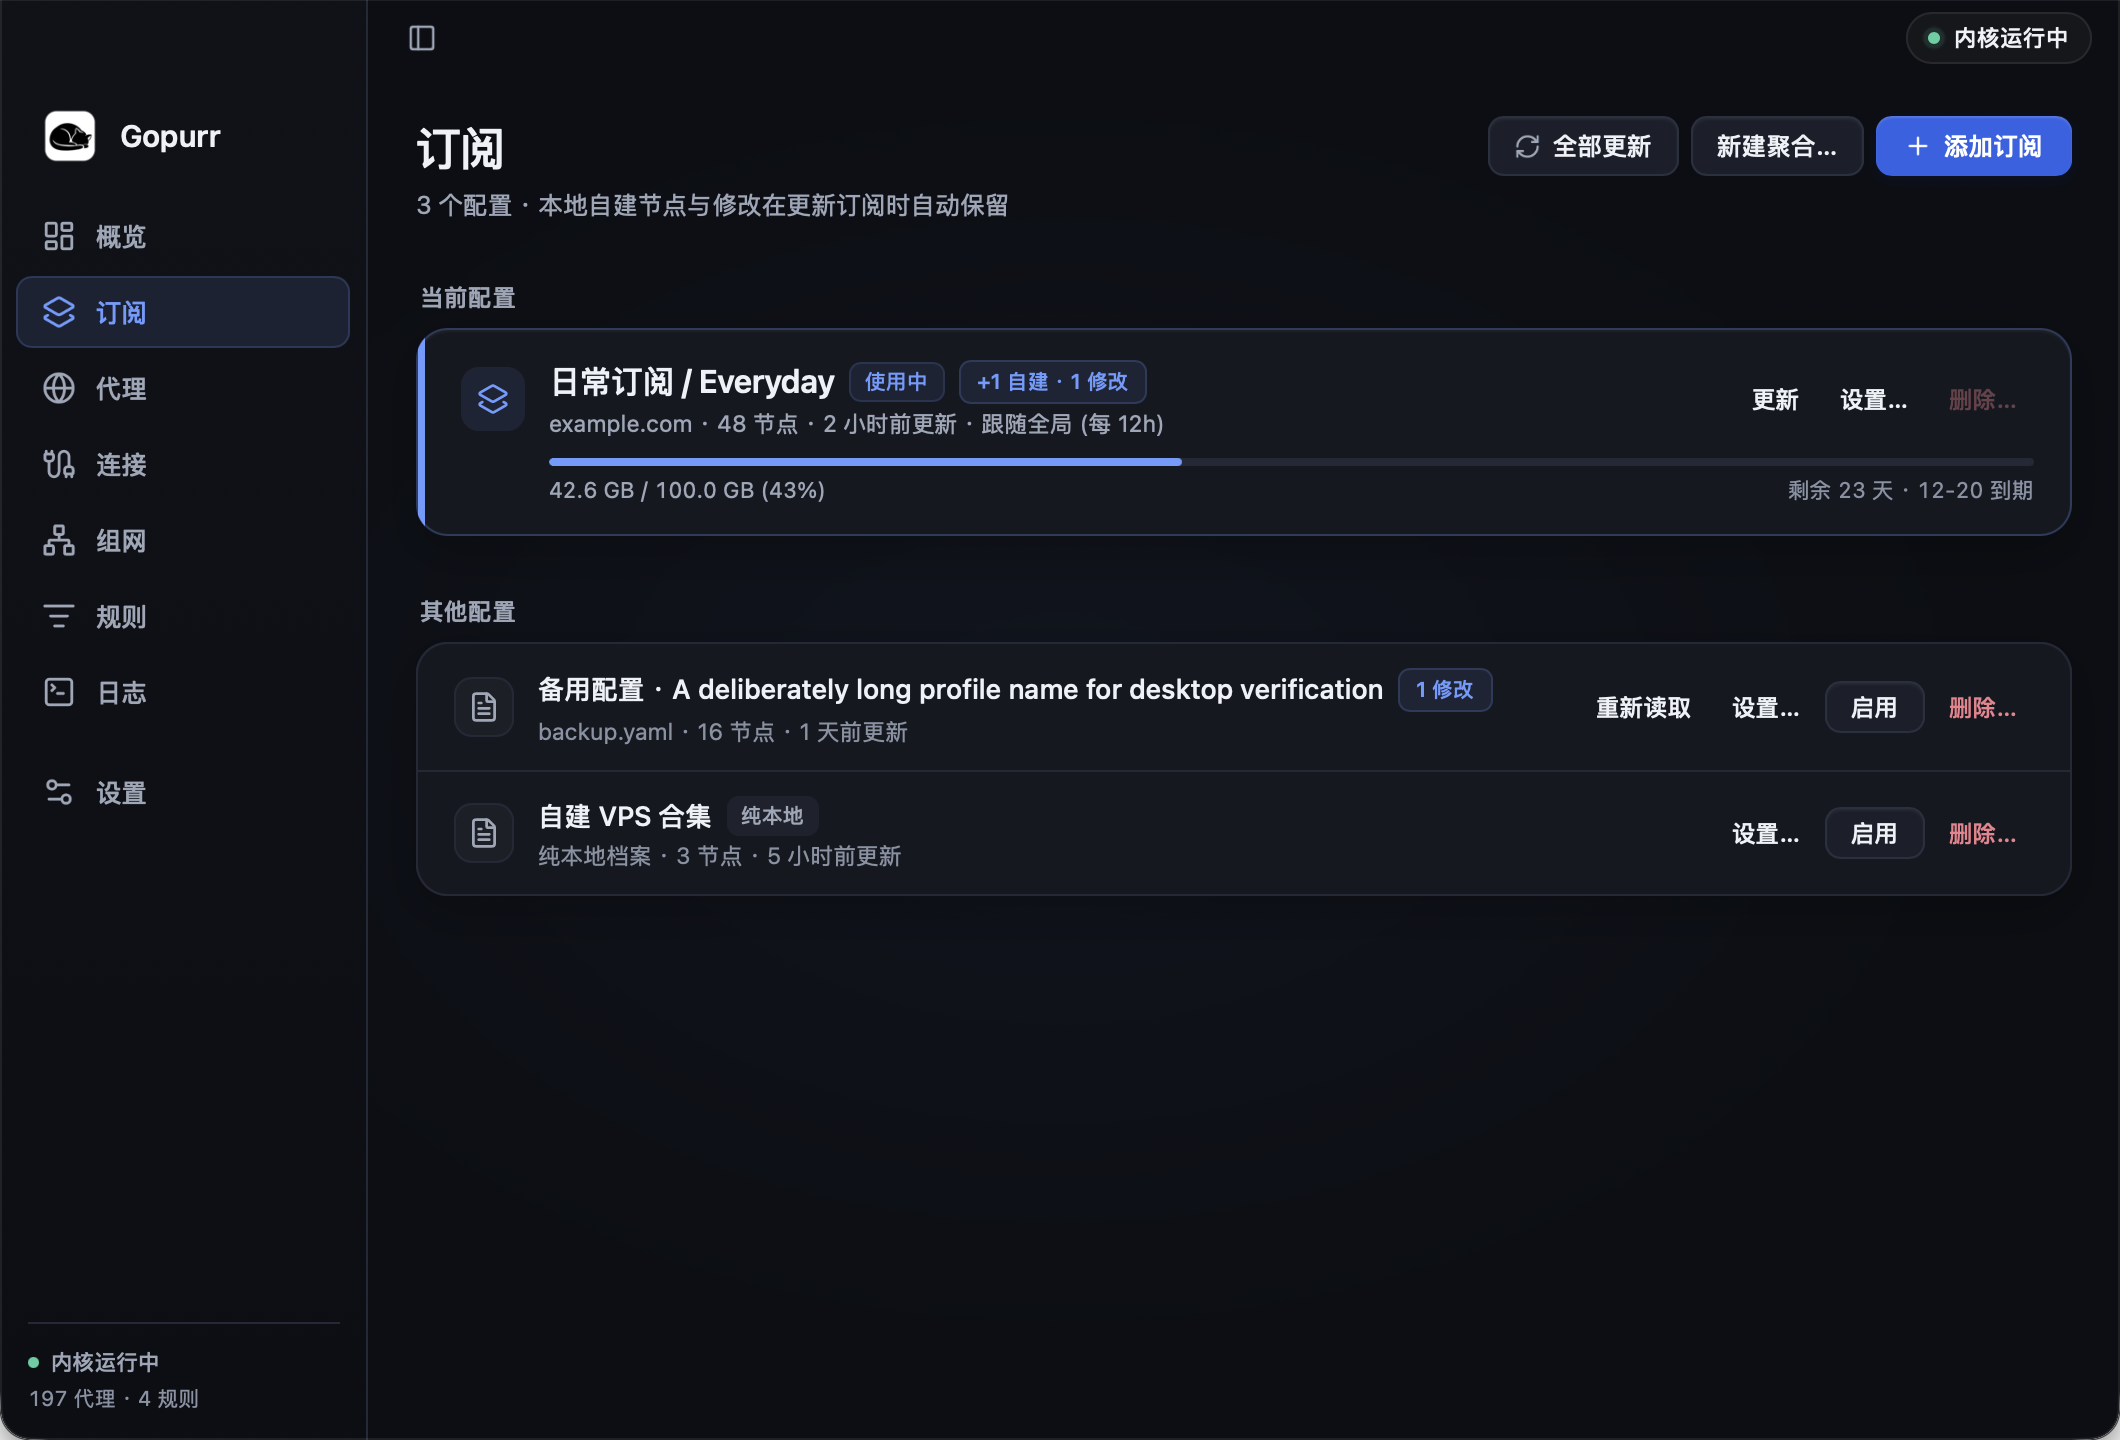 内核运行中
Gopurr
概览
订阅
代理
连接
组网
规则
日志
设置
内核运行中
197 代理 · 4 规则
订阅
3 个配置 · 本地自建节点与修改在更新订阅时自动保留
全部更新
新建聚合...
添加订阅
当前配置
日常订阅 / Everyday 使用中 +1 自建 · 1 修改
example.com · 48 节点 · 2 小时前更新 · 跟随全局 (每 12h)
更新 设置... 删除...
42.6 GB / 100.0 GB (43%)
剩余 23 天 · 12-20 到期
其他配置
备用配置 · A deliberately long profile name for desktop verification 1 修改
backup.yaml · 16 节点 · 1 天前更新
重新读取 设置... 启用 删除...
自建 VPS 合集 纯本地
纯本地档案 · 3 节点 · 5 小时前更新
设置... 启用 删除...